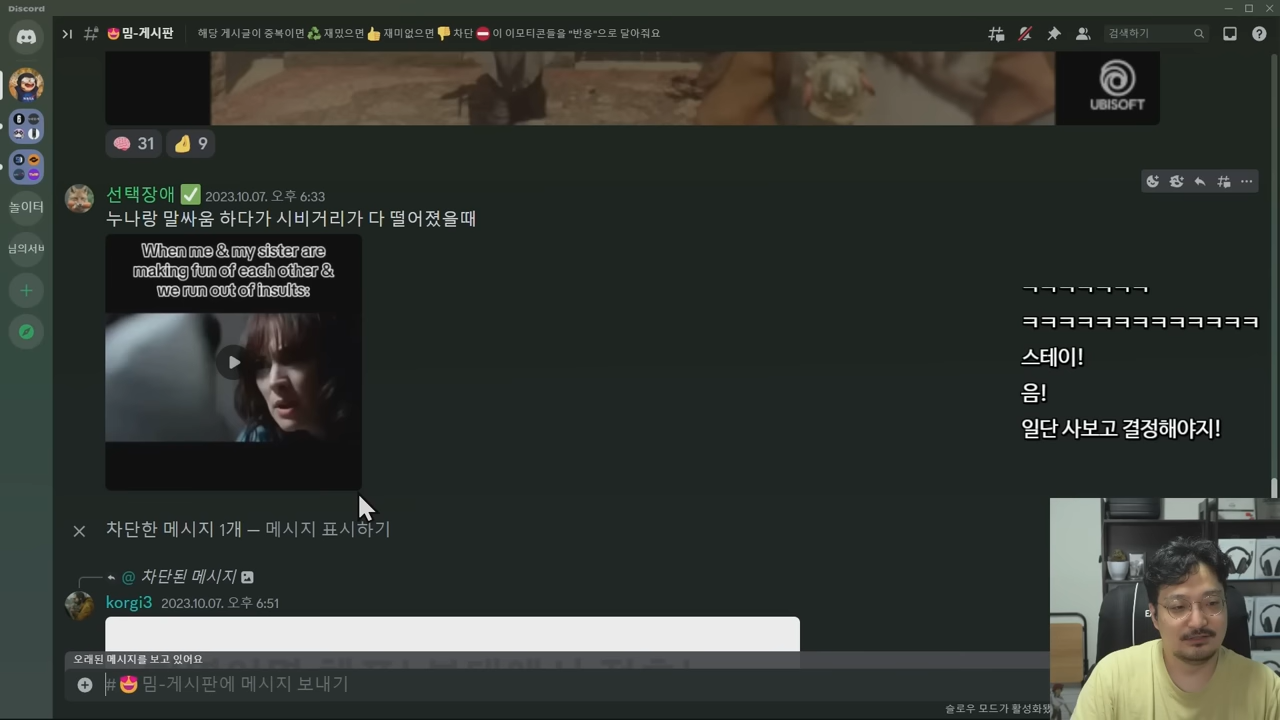 Discord
😍밈-게시판
해당 게시글이 중복이면♻️ 재밌으면👍 재미없으면👎 차단⛔ 이 이모티콘들을 "반응"으로 달아줘요
검색하기
UBISOFT
31
9
놀이터
님의서버
선택장애 ✅ 2023.10.07. 오후 6:33
누나랑 말싸움 하다가 시비거리가 다 떨어졌을때
When me & my sister are
making fun of each other &
we run out of insults:
ㅋㅋㅋㅋㅋㅋㅋ
ㅋㅋㅋㅋㅋㅋㅋㅋㅋㅋㅋㅋㅋ
스테이!
음!
일단 사보고 결정해야지!
차단한 메시지 1개 — 메시지 표시하기
@ 차단된 메시지
korgi3 2023.10.07. 오후 6:51
오래된 메시지를 보고 있어요
#😍밈-게시판에 메시지 보내기
슬로우 모드가 활성화됐